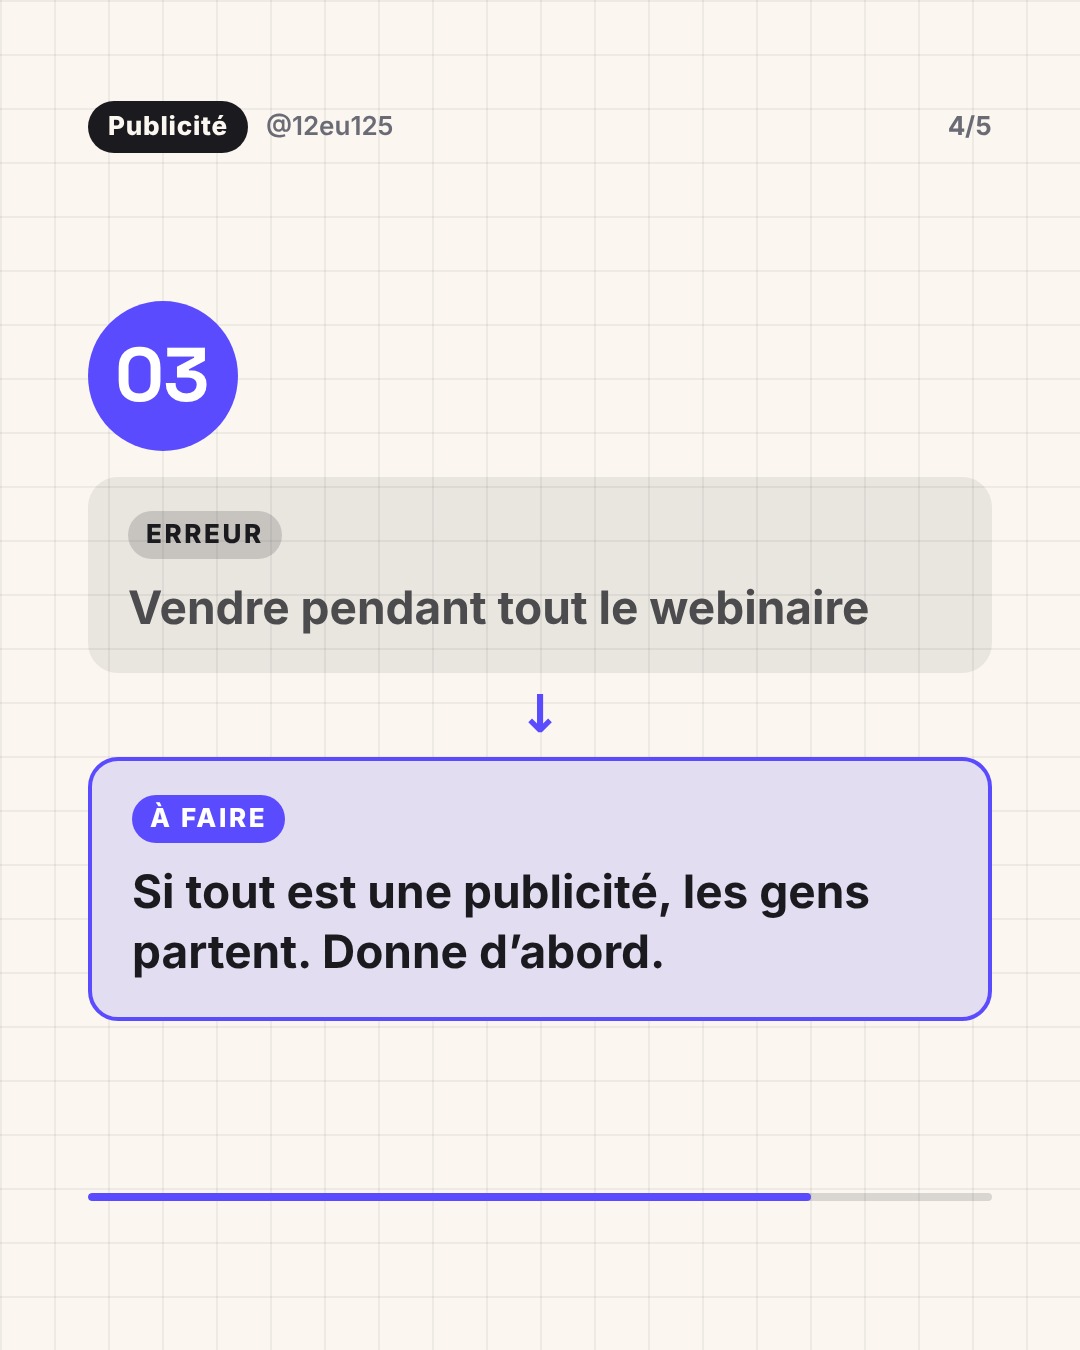 Publicité @12eu125 4/5
03
ERREUR
Vendre pendant tout le webinaire
↓
À FAIRE
Si tout est une publicité, les gens
partent. Donne d’abord.